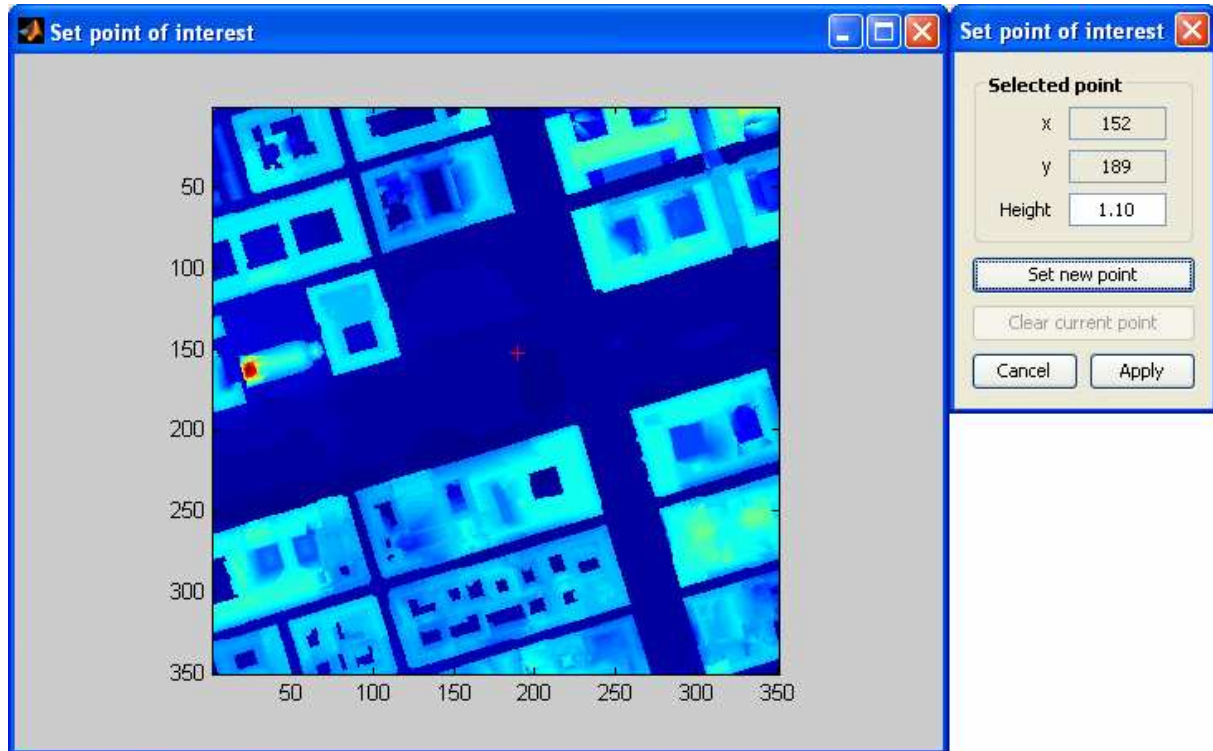 Set point of interest
50
100
150
200
250
300
350
50 100 150 200 250 300 350
Set point of interest
Selected point
x 152
y 189
Height 1.10
Set new point
Clear current point
Cancel Apply